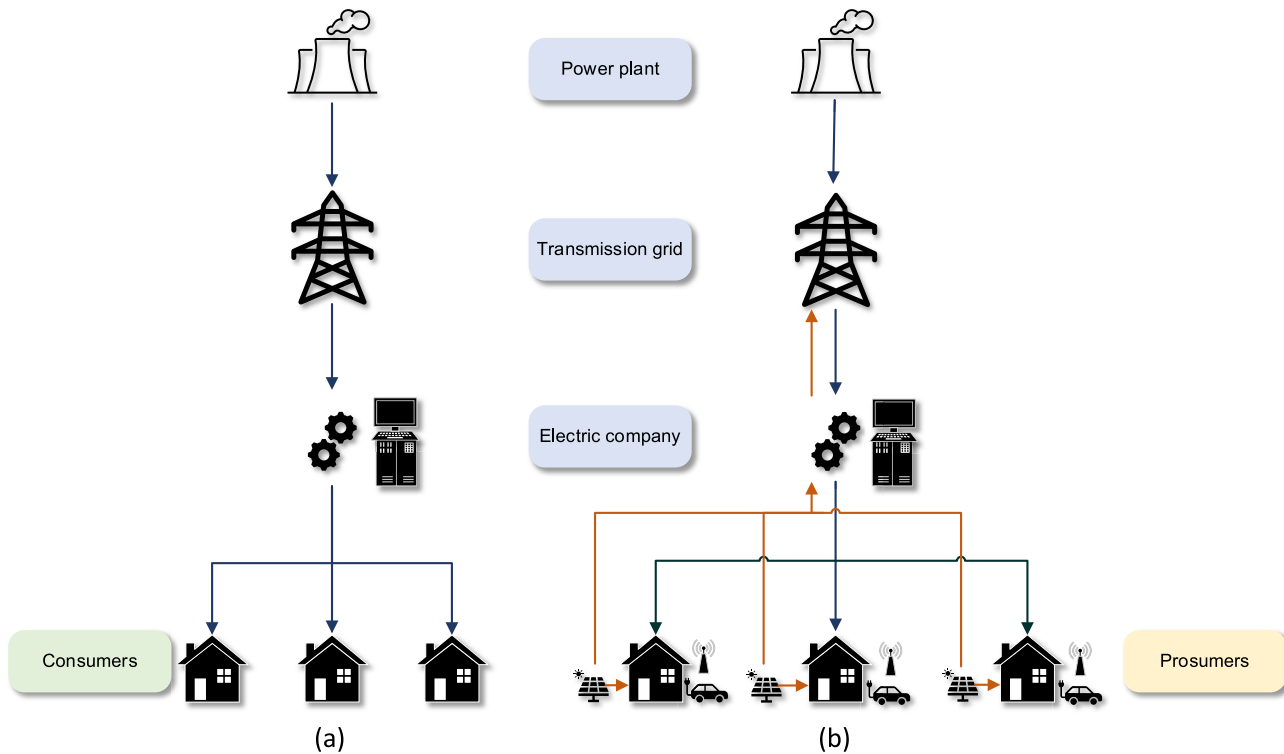 Power plant
Transmission grid
Electric company
Consumers
Prosumers
(a)
(b)